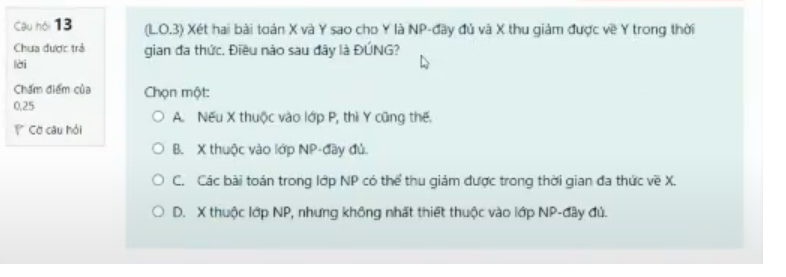 Câu hỏi 13
Chưa được trả
lời
Chấm điểm của
0,25
Cờ câu hỏi
(L.O.3) Xét hai bài toán X và Y sao cho Y là NP-đầy đủ và X thu giảm được về Y trong thời
gian đa thức. Điều nào sau đây là ĐÚNG?
Chọn một:
A. Nếu X thuộc vào lớp P, thì Y cũng thế.
B. X thuộc vào lớp NP-đầy đủ.
C. Các bài toán trong lớp NP có thể thu giảm được trong thời gian đa thức về X.
D. X thuộc lớp NP, nhưng không nhất thiết thuộc vào lớp NP-đầy đủ.